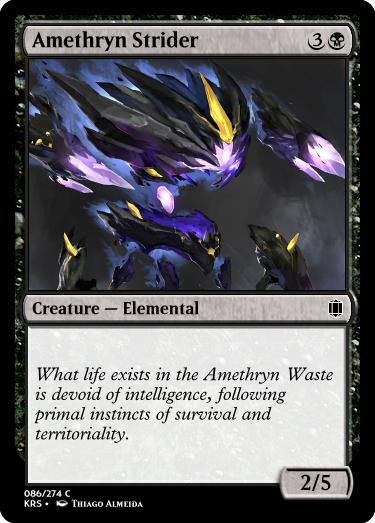 Amethryn Strider 3
Creature — Elemental
What life exists in the Amethryn Waste
is devoid of intelligence, following
primal instincts of survival and
territoriality.
2/5
086/274 C
KRS • Thiago Almeida